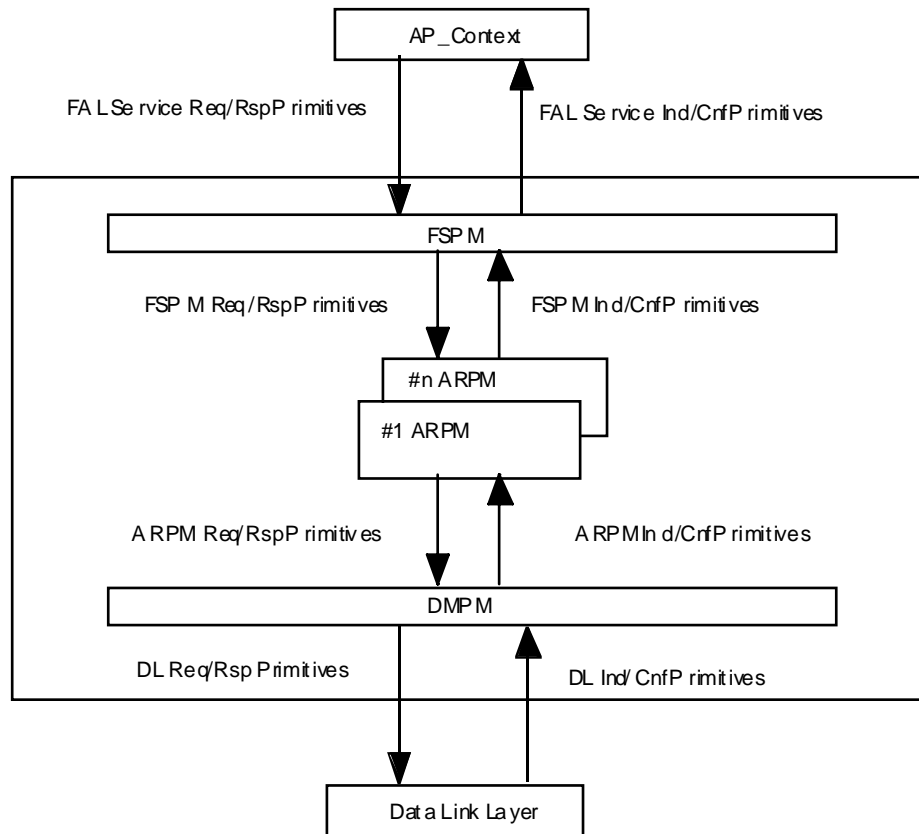 AP_Context
FAL Service Req/Rsp Primitives
FAL Service Ind/Cnf Primitives
FSPM
FSPM Req/Rsp Primitives
FSPM Ind/Cnf Primitives
#n ARPM
#1 ARPM
ARPM Req/Rsp Primitives
ARPM Ind/Cnf Primitives
DMPM
DL Req/Rsp Primitives
DL Ind/Cnf Primitives
Data Link Layer